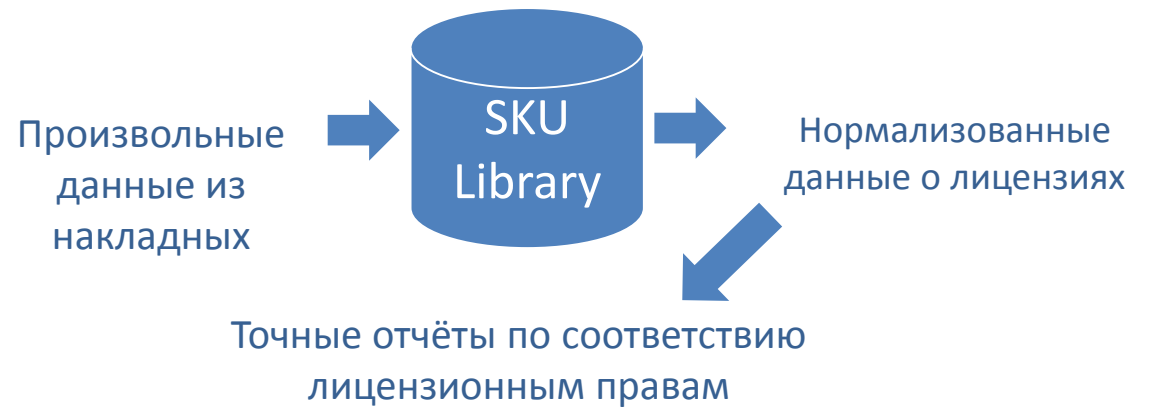 Произвольные
данные из
накладных
SKU
Library
Нормализованные
данные о лицензиях
Точные отчёты по соответствию
лицензионным правам